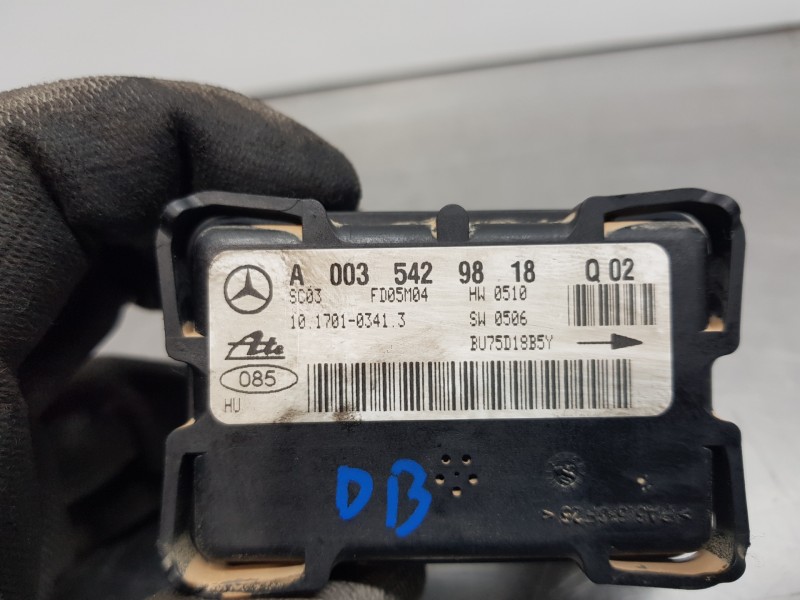 A 003 542 98 18 Q 02
SC03 FD05M04 HW 0510
10.1701-0341.3 SW 0506
Ate BU75D18B5Y
085
HU
DB